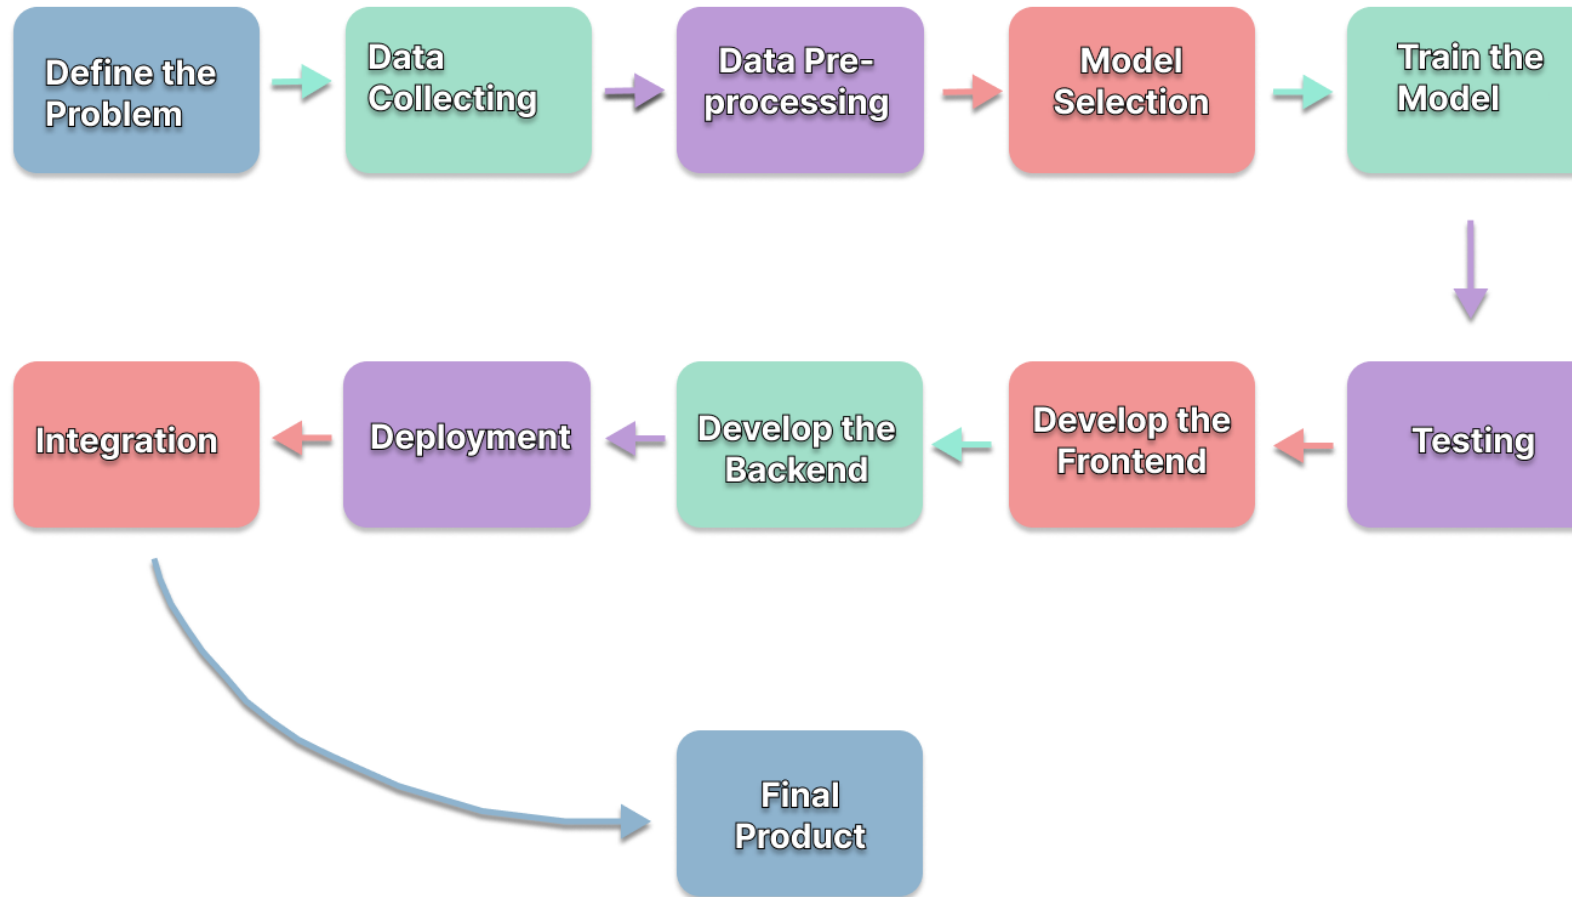 Define the
Problem
Data
Collecting
Data Pre-
processing
Model
Selection
Train the
Model
Testing
Develop the
Frontend
Develop the
Backend
Deployment
Integration
Final
Product